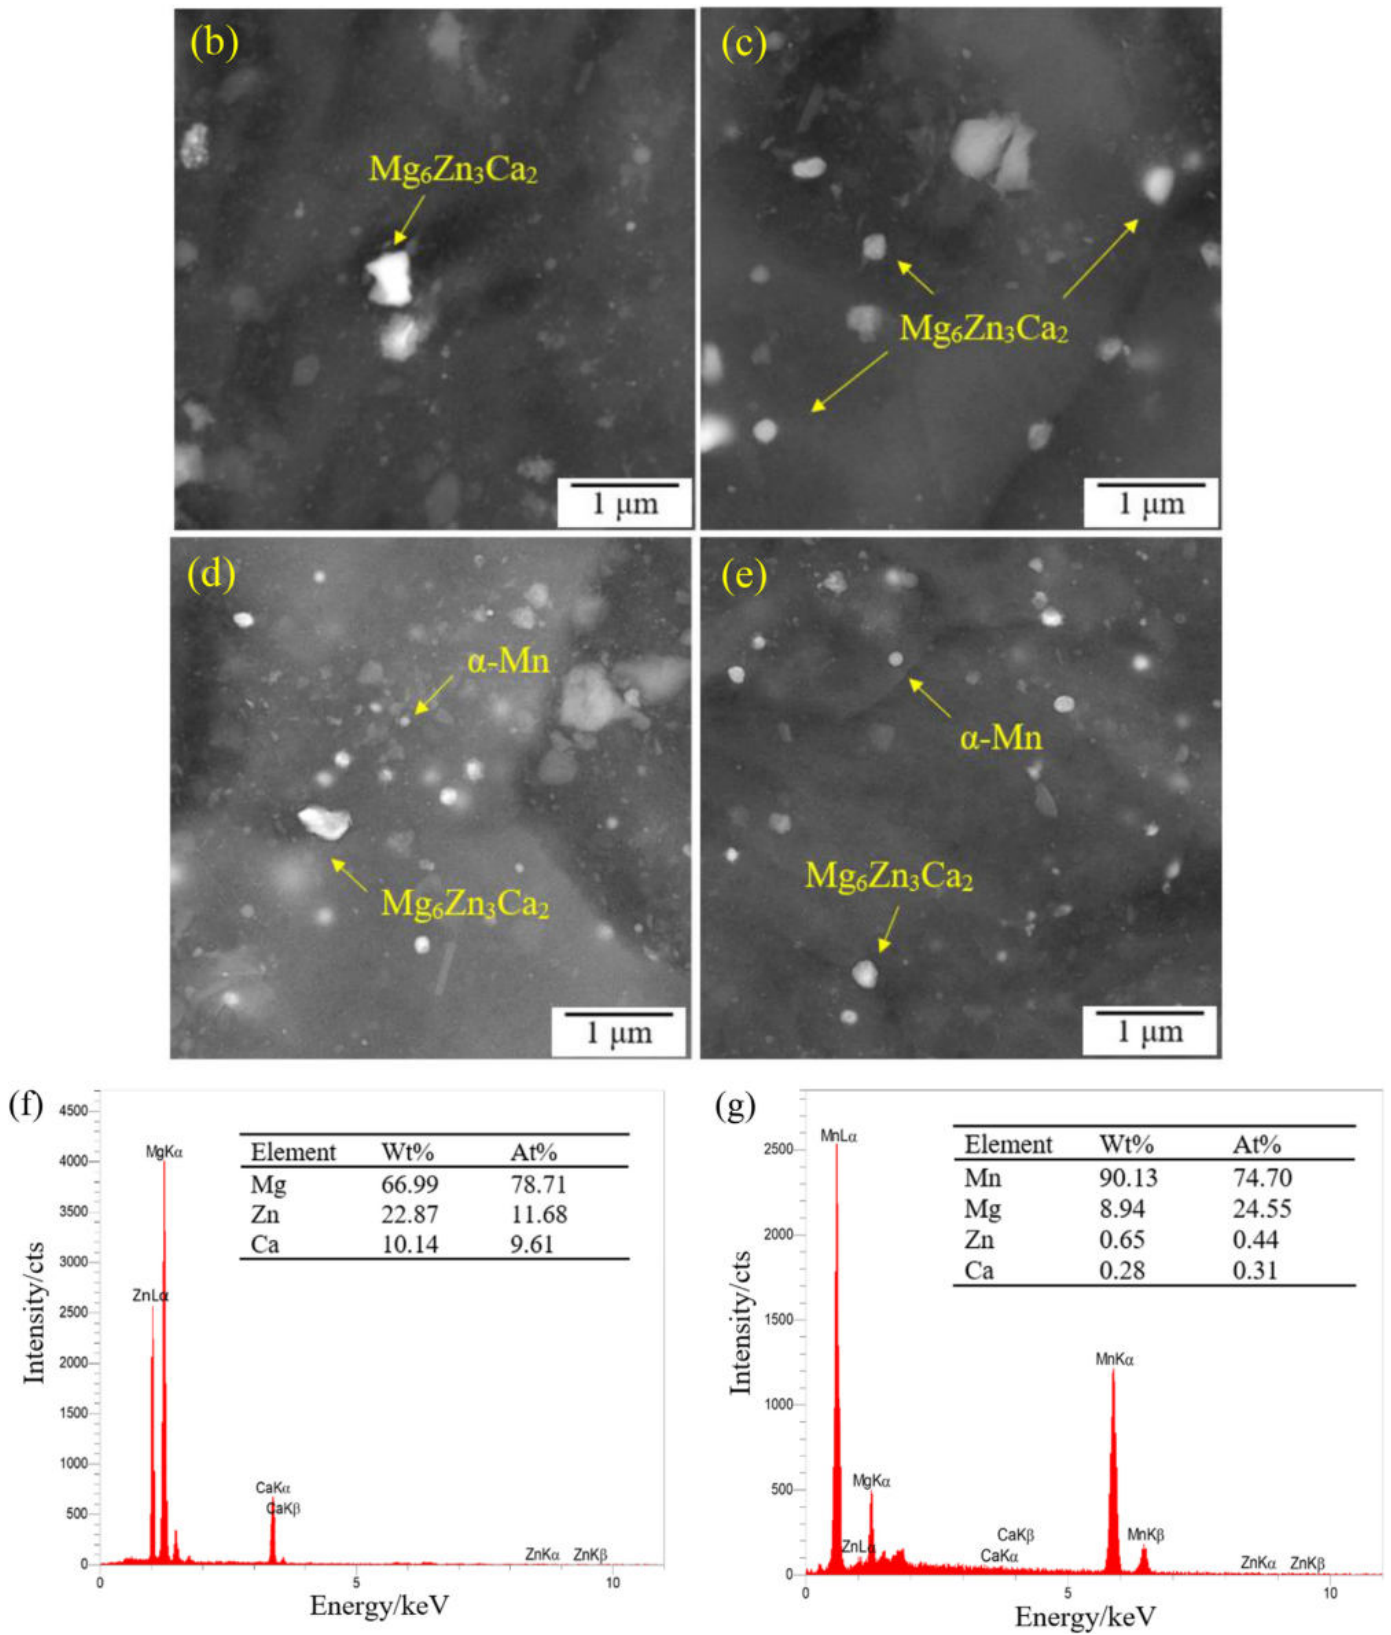 (b)
Mg₆Zn₃Ca₂
1 μm
(c)
Mg₆Zn₃Ca₂
1 μm
(d)
α-Mn
Mg₆Zn₃Ca₂
1 μm
(e)
α-Mn
Mg₆Zn₃Ca₂
1 μm
(f)
Intensity/cts
4500
4000
3500
3000
2500
2000
1500
1000
500
0
MgKα
ZnLα
CaKα
CaKβ
ZnKα ZnKβ
Element Wt% At%
Mg 66.99 78.71
Zn 22.87 11.68
Ca 10.14 9.61
0 5 10
Energy/keV
(g)
Intensity/cts
2500
2000
1500
1000
500
0
MnLα
MgKα
ZnLα
CaKβ
CaKα
MnKα
MnKβ
ZnKα ZnKβ
Element Wt% At%
Mn 90.13 74.70
Mg 8.94 24.55
Zn 0.65 0.44
Ca 0.28 0.31
0 5 10
Energy/keV